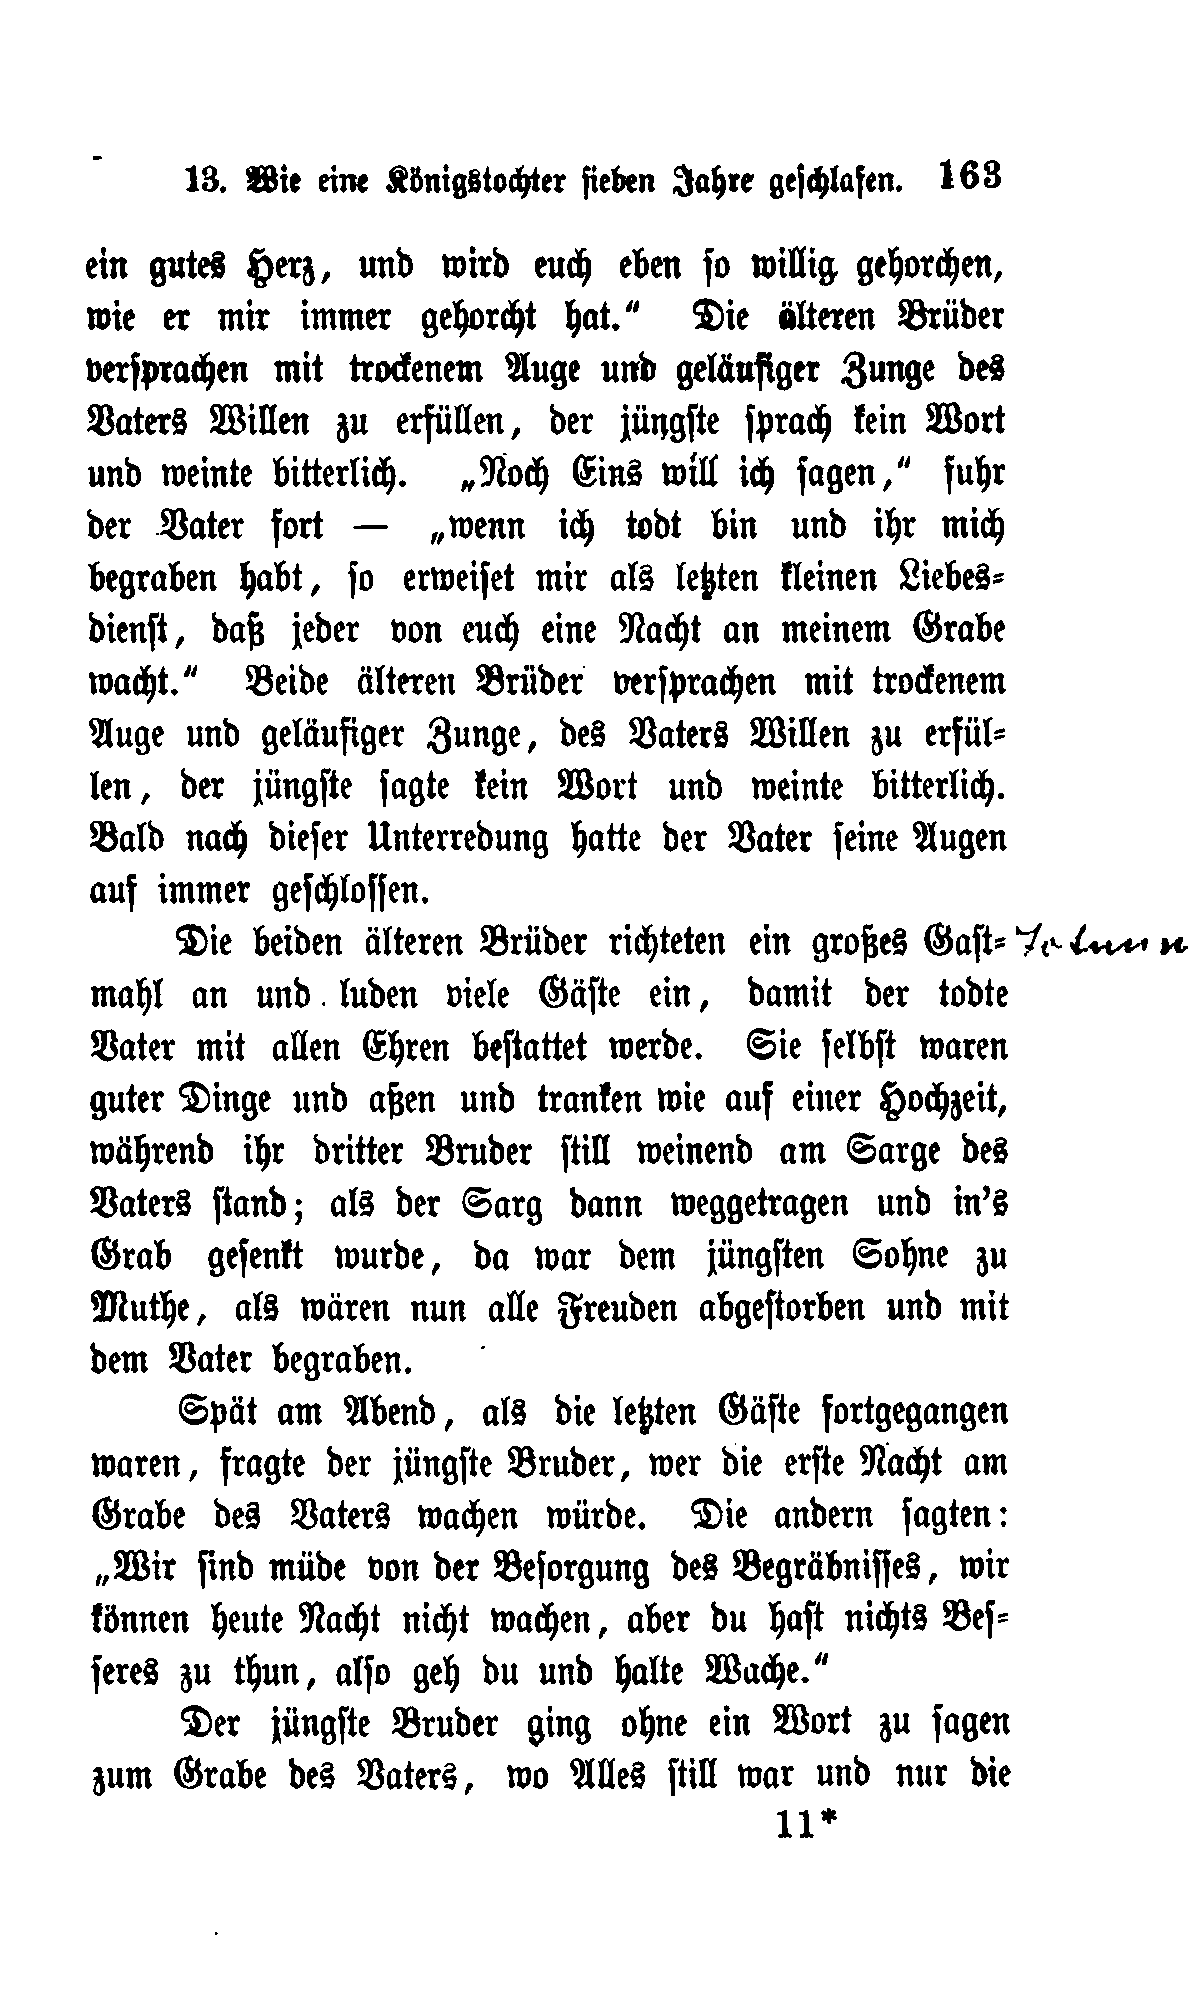 13. Wie eine Königstochter sieben Jahre geschlafen. 163
ein gutes Herz, und wird euch eben so willig gehorchen,
wie er mir immer gehorcht hat.“ Die älteren Brüder
versprachen mit trockenem Auge und geläufiger Zunge des
Vaters Willen zu erfüllen, der jüngste sprach kein Wort
und weinte bitterlich. „Noch Eins will ich sagen,“ fuhr
der Vater fort — „wenn ich todt bin und ihr mich
begraben habt, so erweiset mir als letzten kleinen Liebes-
dienst, daß jeder von euch eine Nacht an meinem Grabe
wacht.“ Beide älteren Brüder versprachen mit trockenem
Auge und geläufiger Zunge, des Vaters Willen zu erfül-
len, der jüngste sagte kein Wort und weinte bitterlich.
Bald nach dieser Unterredung hatte der Vater seine Augen
auf immer geschlossen.
Die beiden älteren Brüder richteten ein großes Gast-
mahl an und luden viele Gäste ein, damit der todte
Vater mit allen Ehren bestattet werde. Sie selbst waren
guter Dinge und aßen und tranken wie auf einer Hochzeit,
während ihr dritter Bruder still weinend am Sarge des
Vaters stand; als der Sarg dann weggetragen und in's
Grab gesenkt wurde, da war dem jüngsten Sohne zu
Muthe, als wären nun alle Freuden abgestorben und mit
dem Vater begraben.
Spät am Abend, als die letzten Gäste fortgegangen
waren, fragte der jüngste Bruder, wer die erste Nacht am
Grabe des Vaters wachen würde. Die andern sagten:
„Wir sind müde von der Besorgung des Begräbnisses, wir
können heute Nacht nicht wachen, aber du hast nichts Bes-
seres zu thun, also geh du und halte Wache.“
Der jüngste Bruder ging ohne ein Wort zu sagen
zum Grabe des Vaters, wo Alles still war und nur die
11*